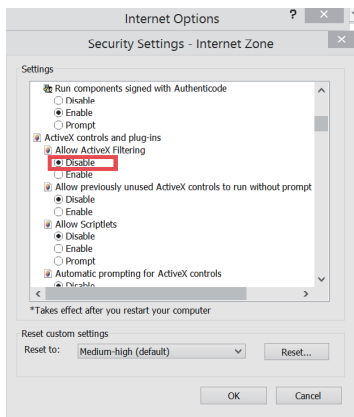 Internet Options
?
Security Settings - Internet Zone
Settings
Run components signed with Authenticode
Disable
Enable
Prompt
ActiveX controls and plug-ins
Allow ActiveX Filtering
Disable
Enable
Allow previously unused ActiveX controls to run without prompt
Disable
Enable
Allow Scriptlets
Disable
Enable
Prompt
Automatic prompting for ActiveX controls
Disable
*Takes effect after you restart your computer
Reset custom settings
Reset to: Medium-high (default) Reset...
OK Cancel